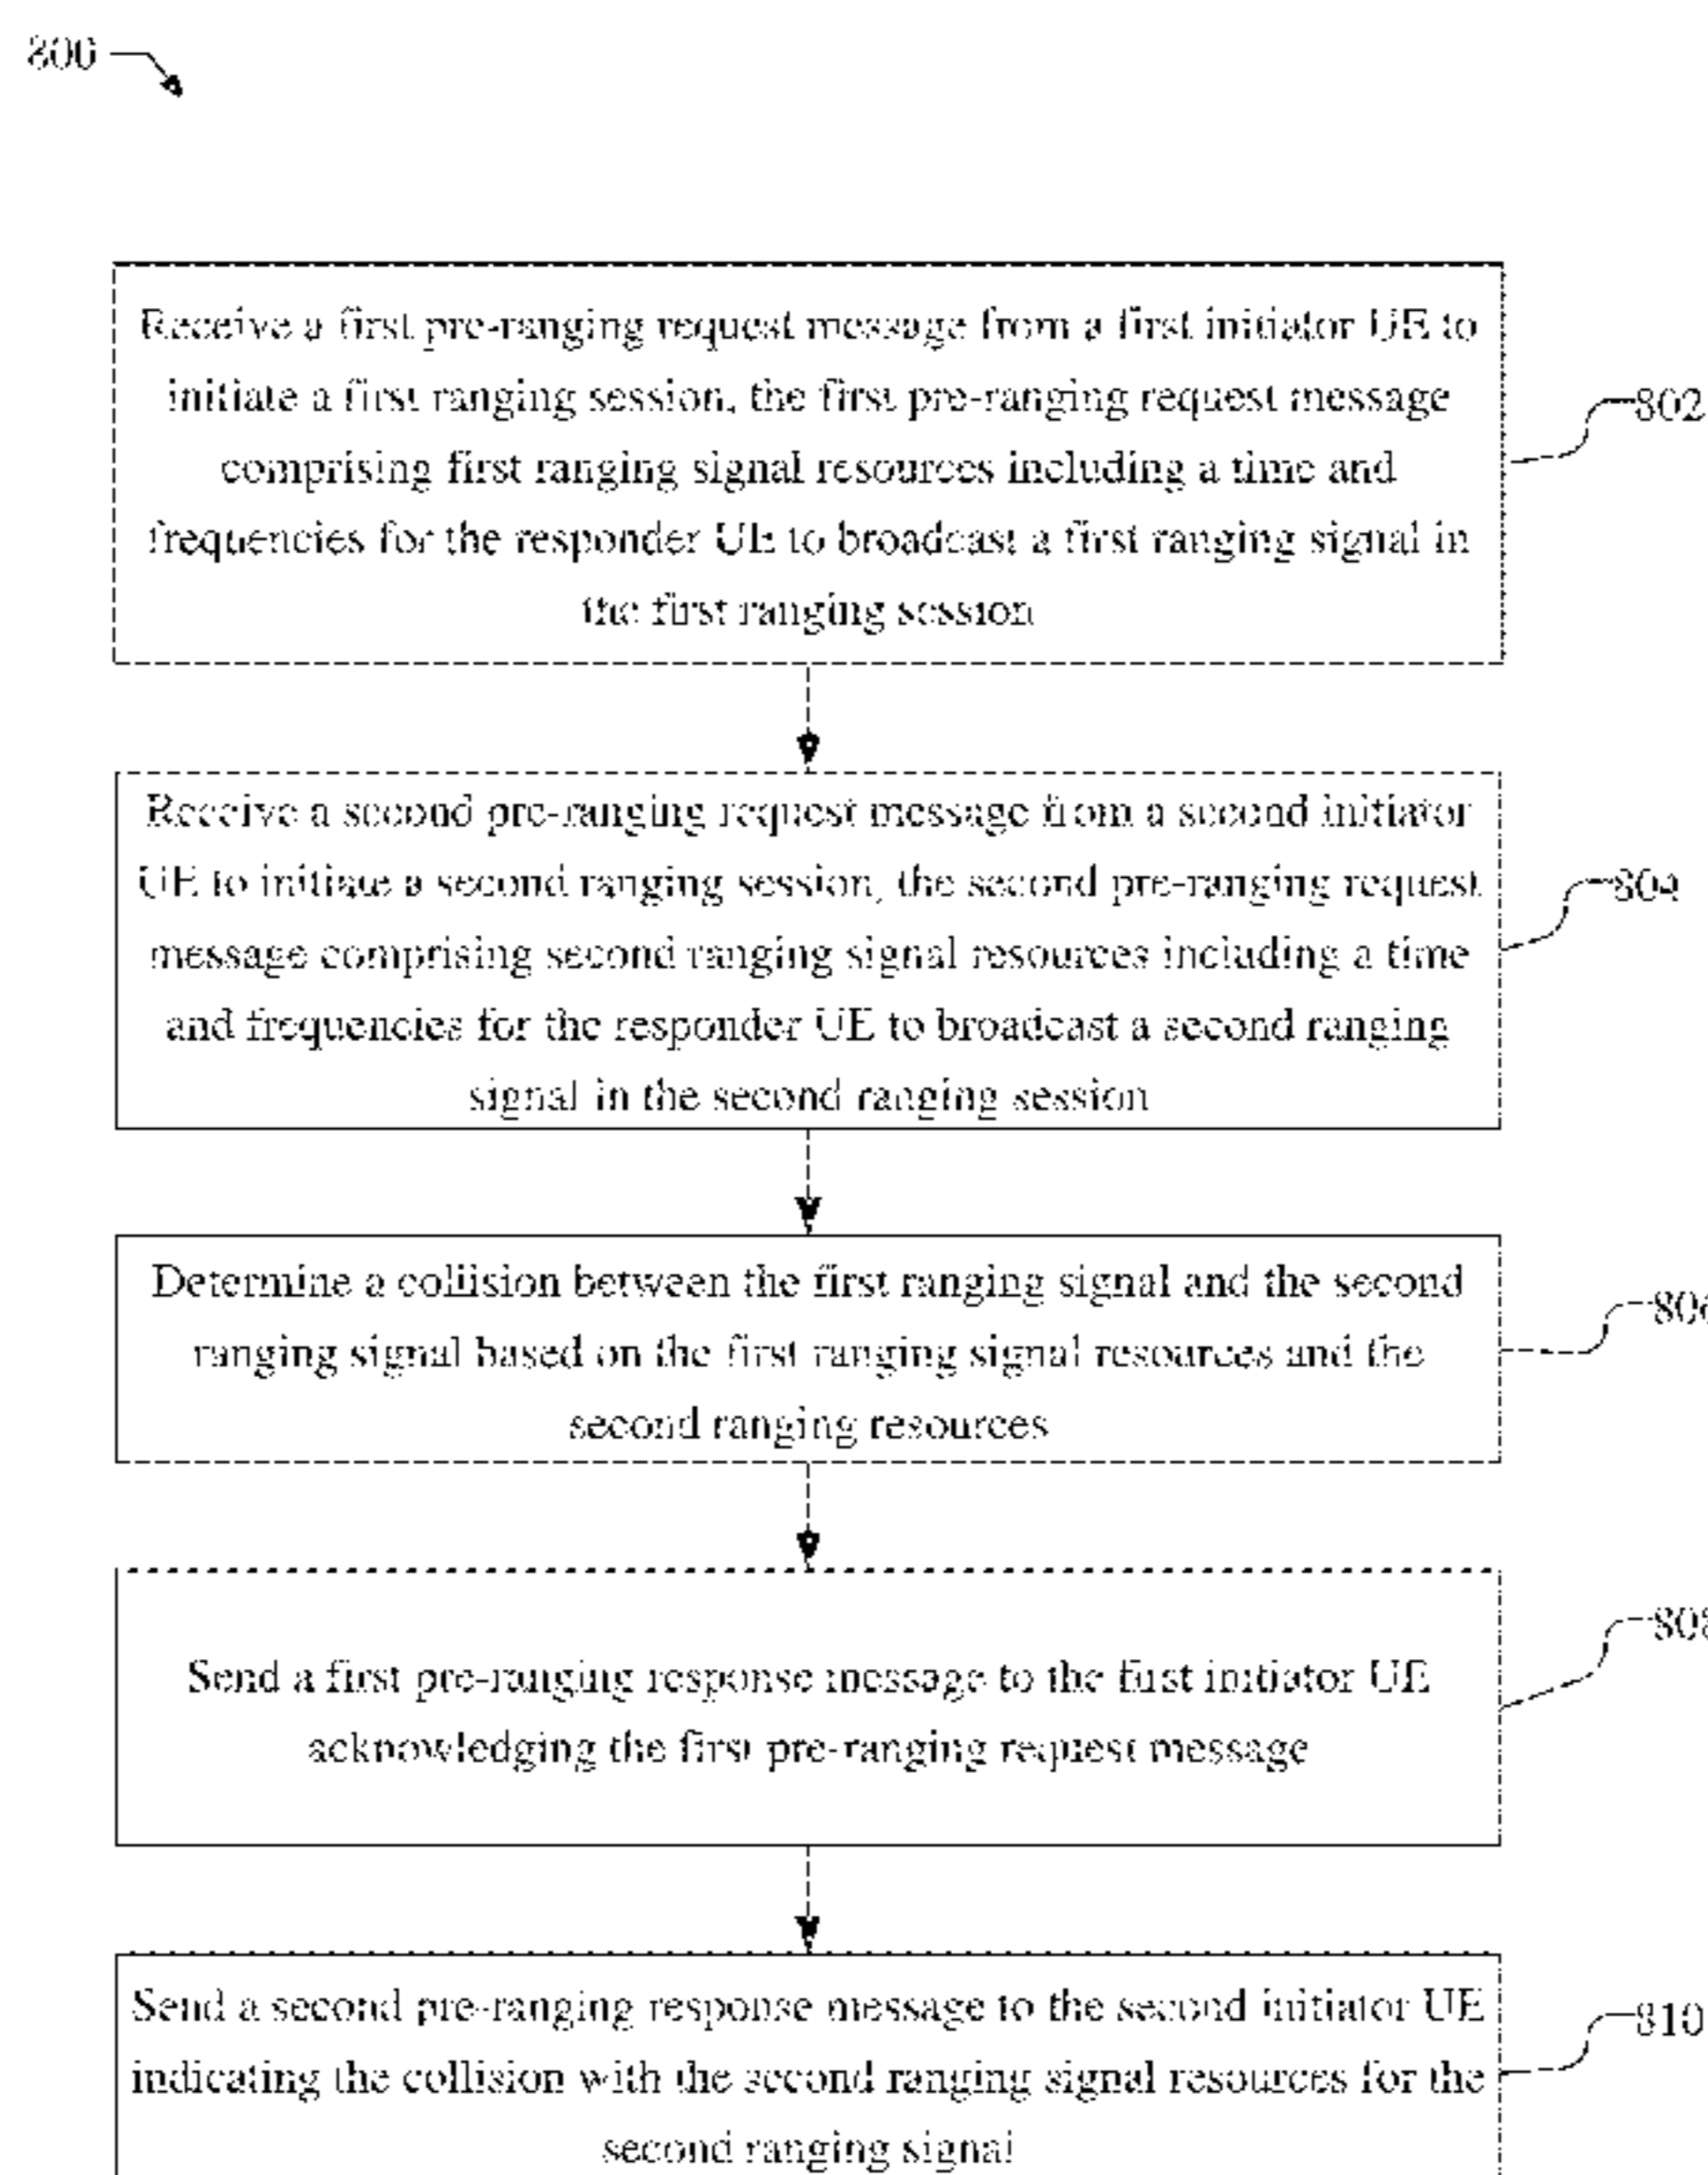 800
Receive a first pre-ranging request message from a first initiator UE to
initiate a first ranging session, the first pre-ranging request message
comprising first ranging signal resources including a time and
frequencies for the responder UE to broadcast a first ranging signal in
the first ranging session
802
Receive a second pre-ranging request message from a second initiator
UE to initiate a second ranging session, the second pre-ranging request
message comprising second ranging signal resources including a time
and frequencies for the responder UE to broadcast a second ranging
signal in the second ranging session
804
Determine a collision between the first ranging signal and the second
ranging signal based on the first ranging signal resources and the
second ranging resources
806
Send a first pre-ranging response message to the first initiator UE
acknowledging the first pre-ranging request message
808
Send a second pre-ranging response message to the second initiator UE
indicating the collision with the second ranging signal resources for the
second ranging signal
810